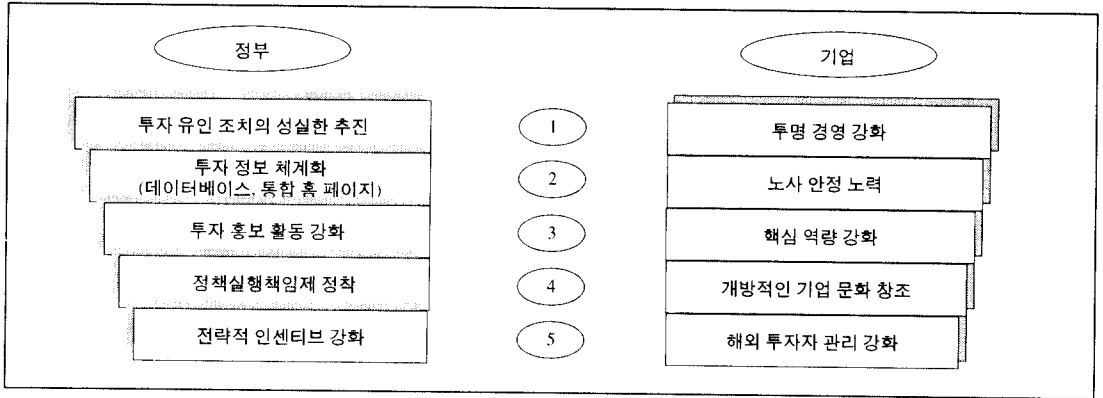 정부
기업
투자 유인 조치의 성실한 추진
1
투명 경영 강화
투자 정보 체계화
(데이터베이스, 통합 홈 페이지)
2
노사 안정 노력
투자 홍보 활동 강화
3
핵심 역량 강화
정책실행책임제 정착
4
개방적인 기업 문화 창조
전략적 인센티브 강화
5
해외 투자자 관리 강화